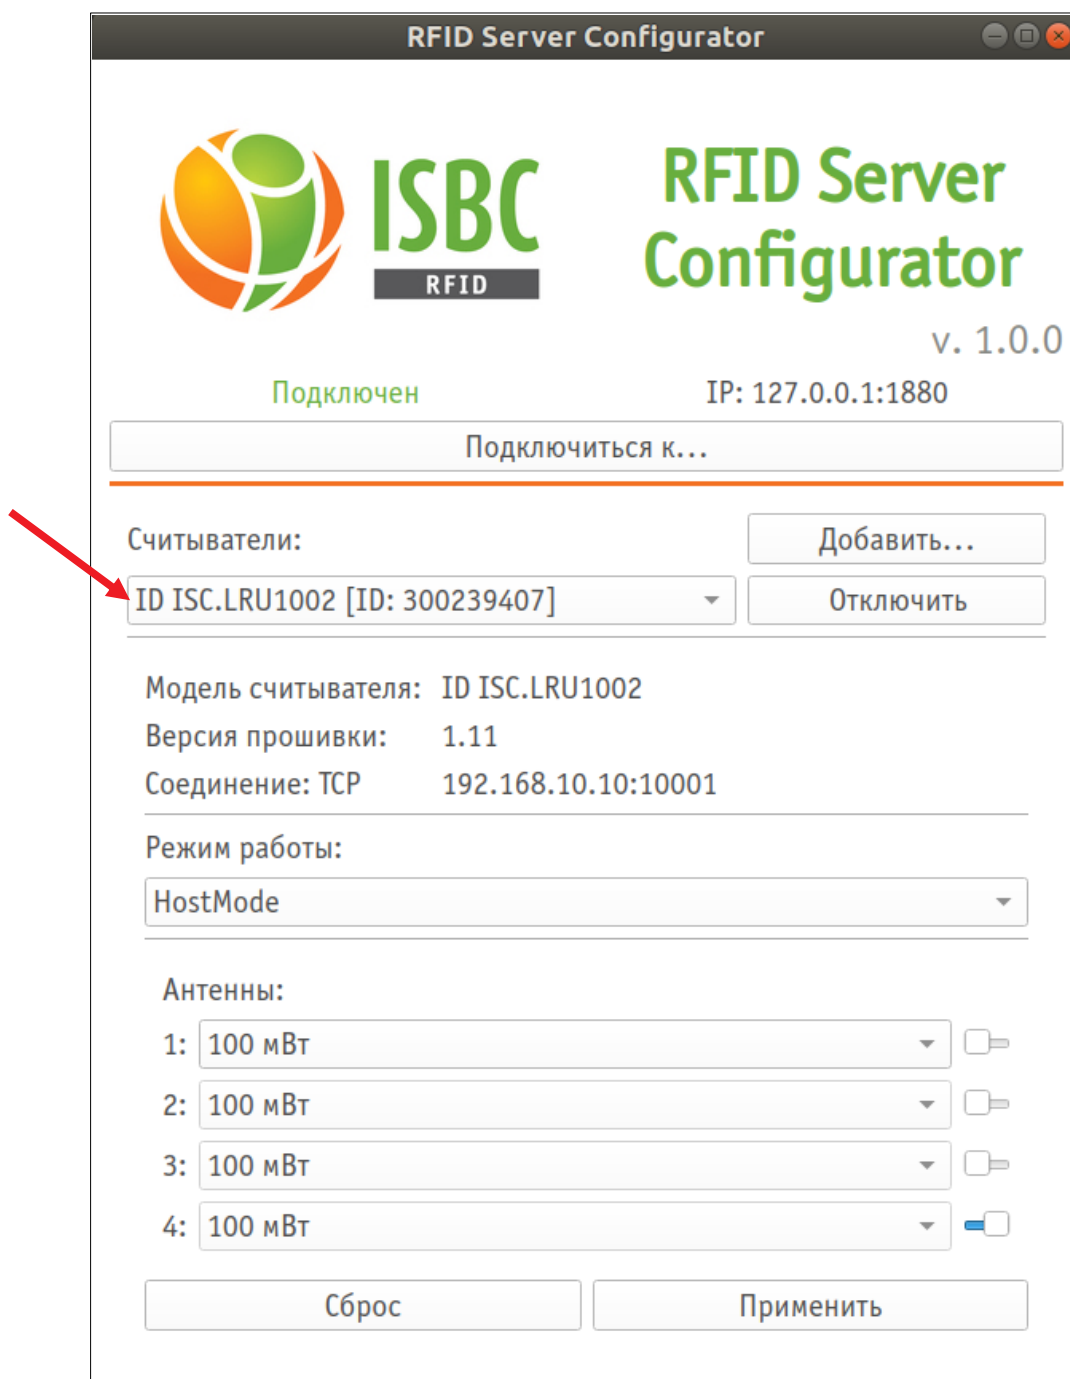 RFID Server Configurator
ISBC
RFID
RFID Server
Configurator
v. 1.0.0
Подключен IP: 127.0.0.1:1880
Подключиться к...
Считыватели: Добавить...
ID ISC.LRU1002 [ID: 300239407] Отключить
Модель считывателя: ID ISC.LRU1002
Версия прошивки: 1.11
Соединение: TCP 192.168.10.10:10001
Режим работы:
HostMode
Антенны:
1: 100 мВт
2: 100 мВт
3: 100 мВт
4: 100 мВт
Сброс Применить